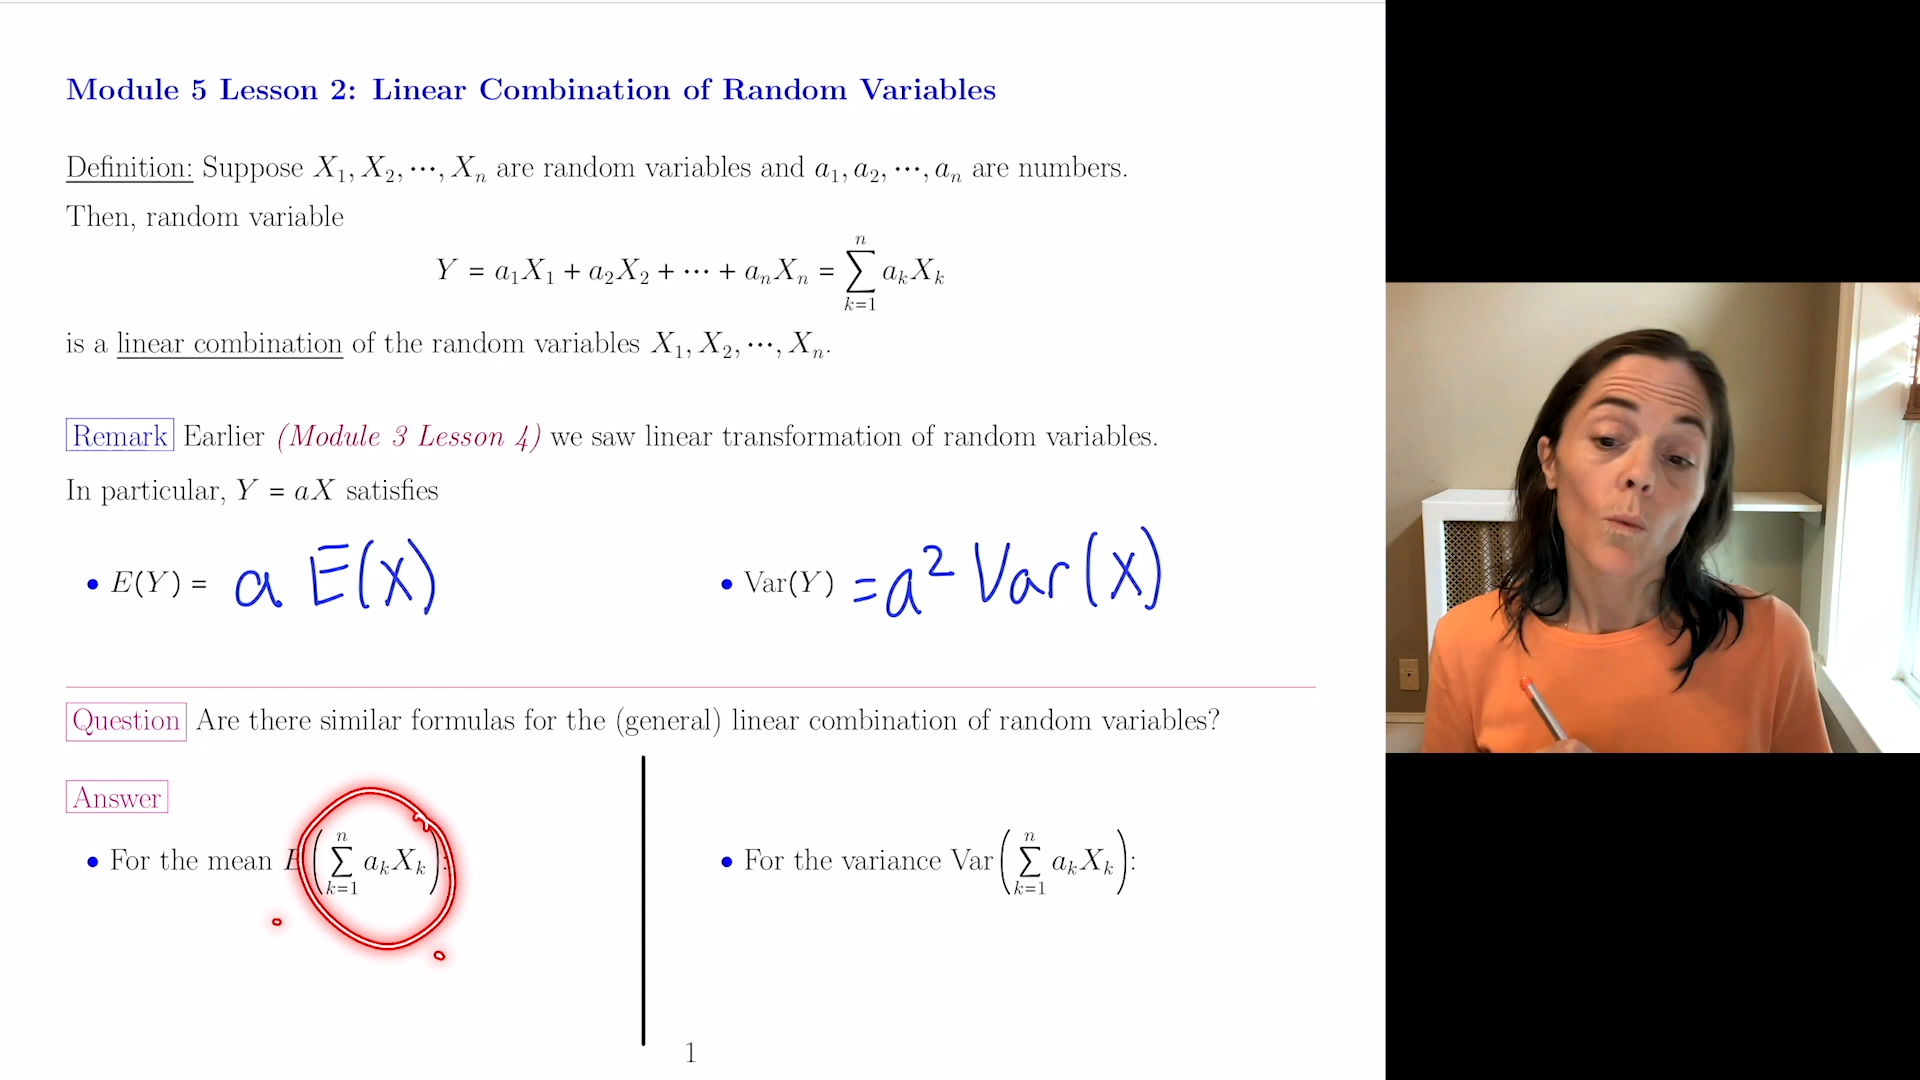 Module 5 Lesson 2: Linear Combination of Random Variables
Definition: Suppose X₁, X₂, ⋯, Xₙ are random variables and a₁, a₂, ⋯, aₙ are numbers.
Then, random variable
Y = a₁X₁ + a₂X₂ + ⋯ + aₙXₙ = ∑_{k=1}^{n} aₖXₖ
is a linear combination of the random variables X₁, X₂, ⋯, Xₙ.
Remark Earlier (Module 3 Lesson 4) we saw linear transformation of random variables.
In particular, Y = aX satisfies
• E(Y) = a E(X)
• Var(Y) = a² Var(X)
Question Are there similar formulas for the (general) linear combination of random variables?
Answer
• For the mean E(∑_{k=1}^{n} aₖXₖ):
• For the variance Var(∑_{k=1}^{n} aₖXₖ):
1